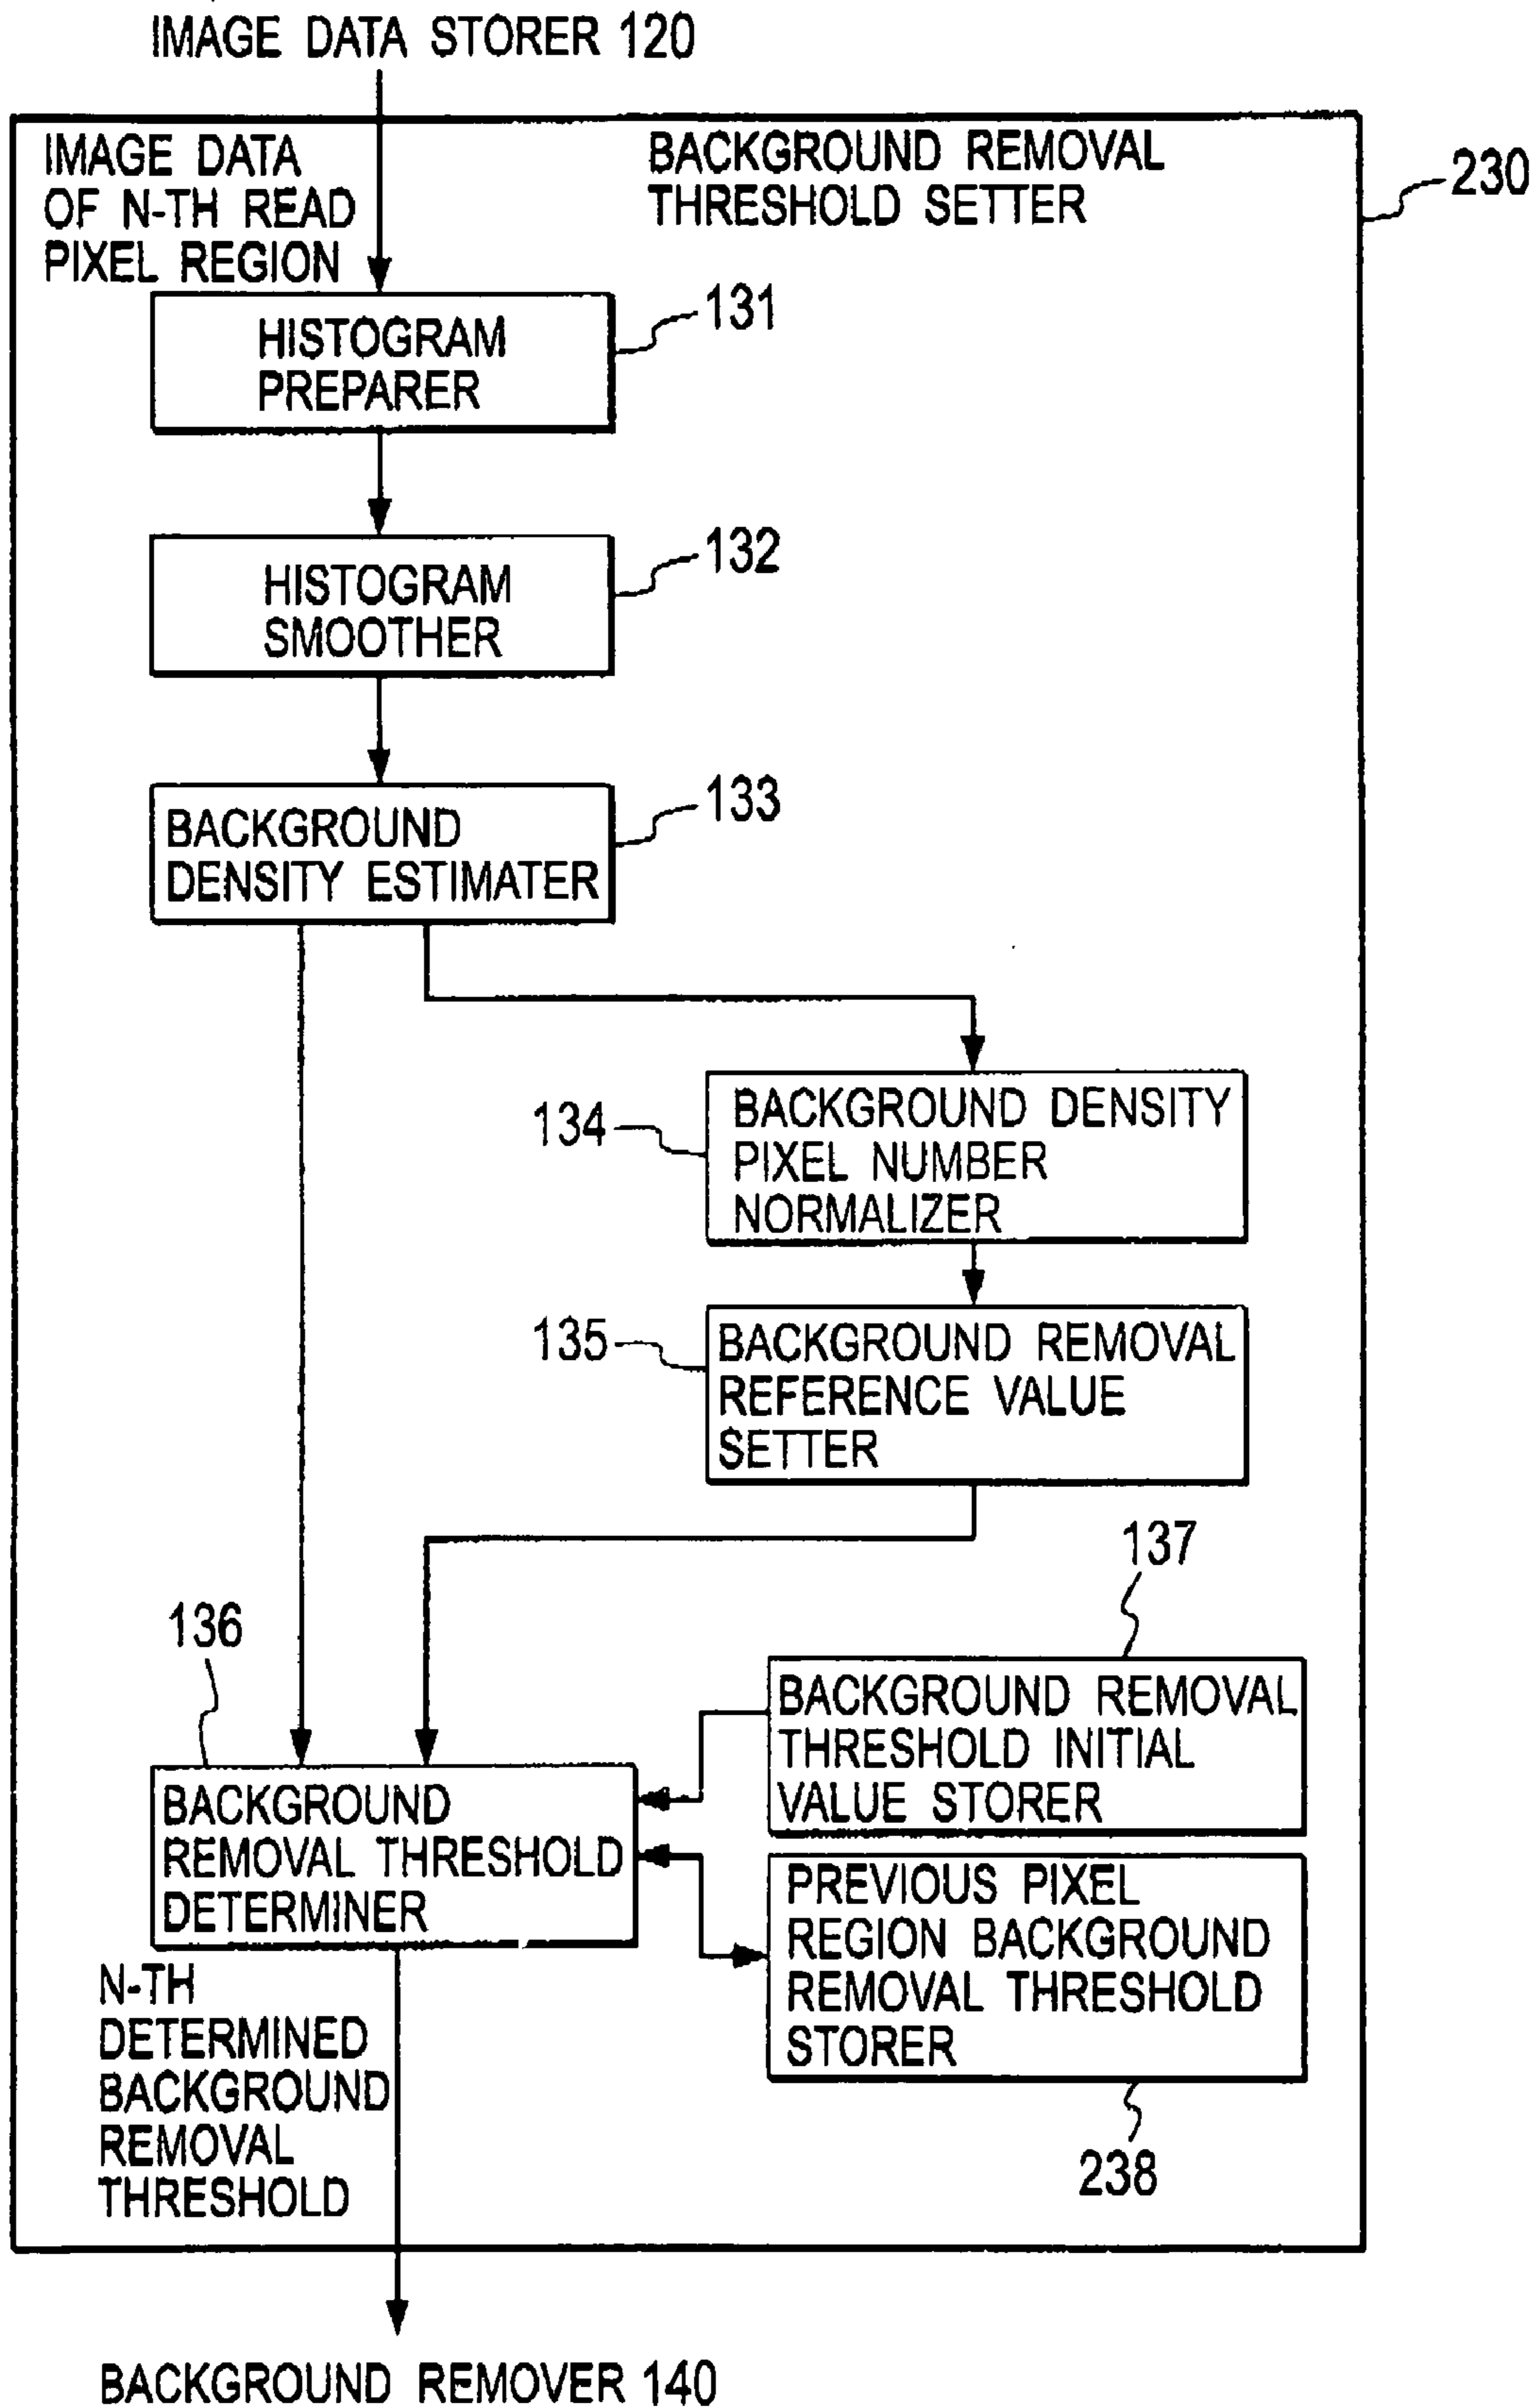 IMAGE DATA STORER 120
IMAGE DATA
OF N-TH READ
PIXEL REGION
BACKGROUND REMOVAL
THRESHOLD SETTER
230
HISTOGRAM
PREPARER
131
HISTOGRAM
SMOOTHER
132
BACKGROUND
DENSITY ESTIMATER
133
134
BACKGROUND DENSITY
PIXEL NUMBER
NORMALIZER
135
BACKGROUND REMOVAL
REFERENCE VALUE
SETTER
137
136
BACKGROUND REMOVAL
THRESHOLD INITIAL
VALUE STORER
BACKGROUND
REMOVAL THRESHOLD
DETERMINER
PREVIOUS PIXEL
REGION BACKGROUND
REMOVAL THRESHOLD
STORER
238
N-TH
DETERMINED
BACKGROUND
REMOVAL
THRESHOLD
BACKGROUND REMOVER 140